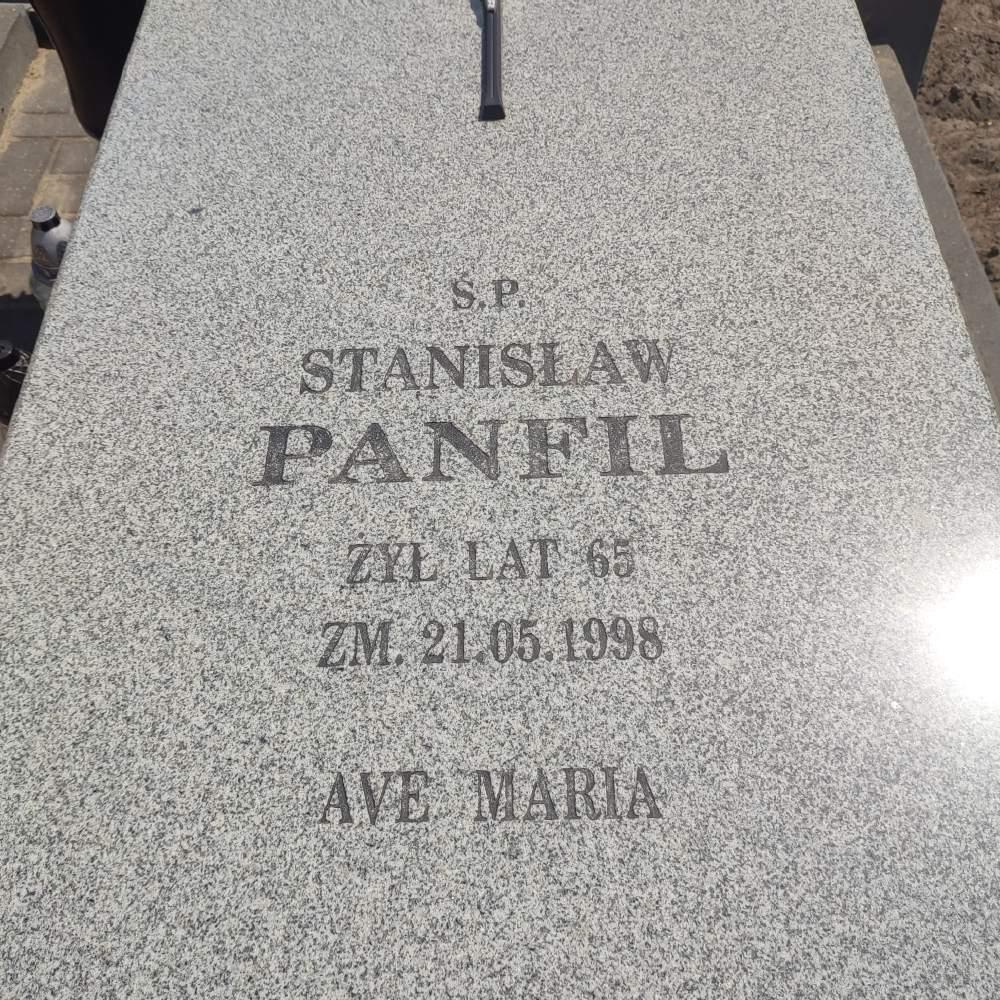 Ś.P.
STANISŁAW
PANFIL
ŻYŁ LAT 65
ZM. 21.05.1998
AVE MARIA